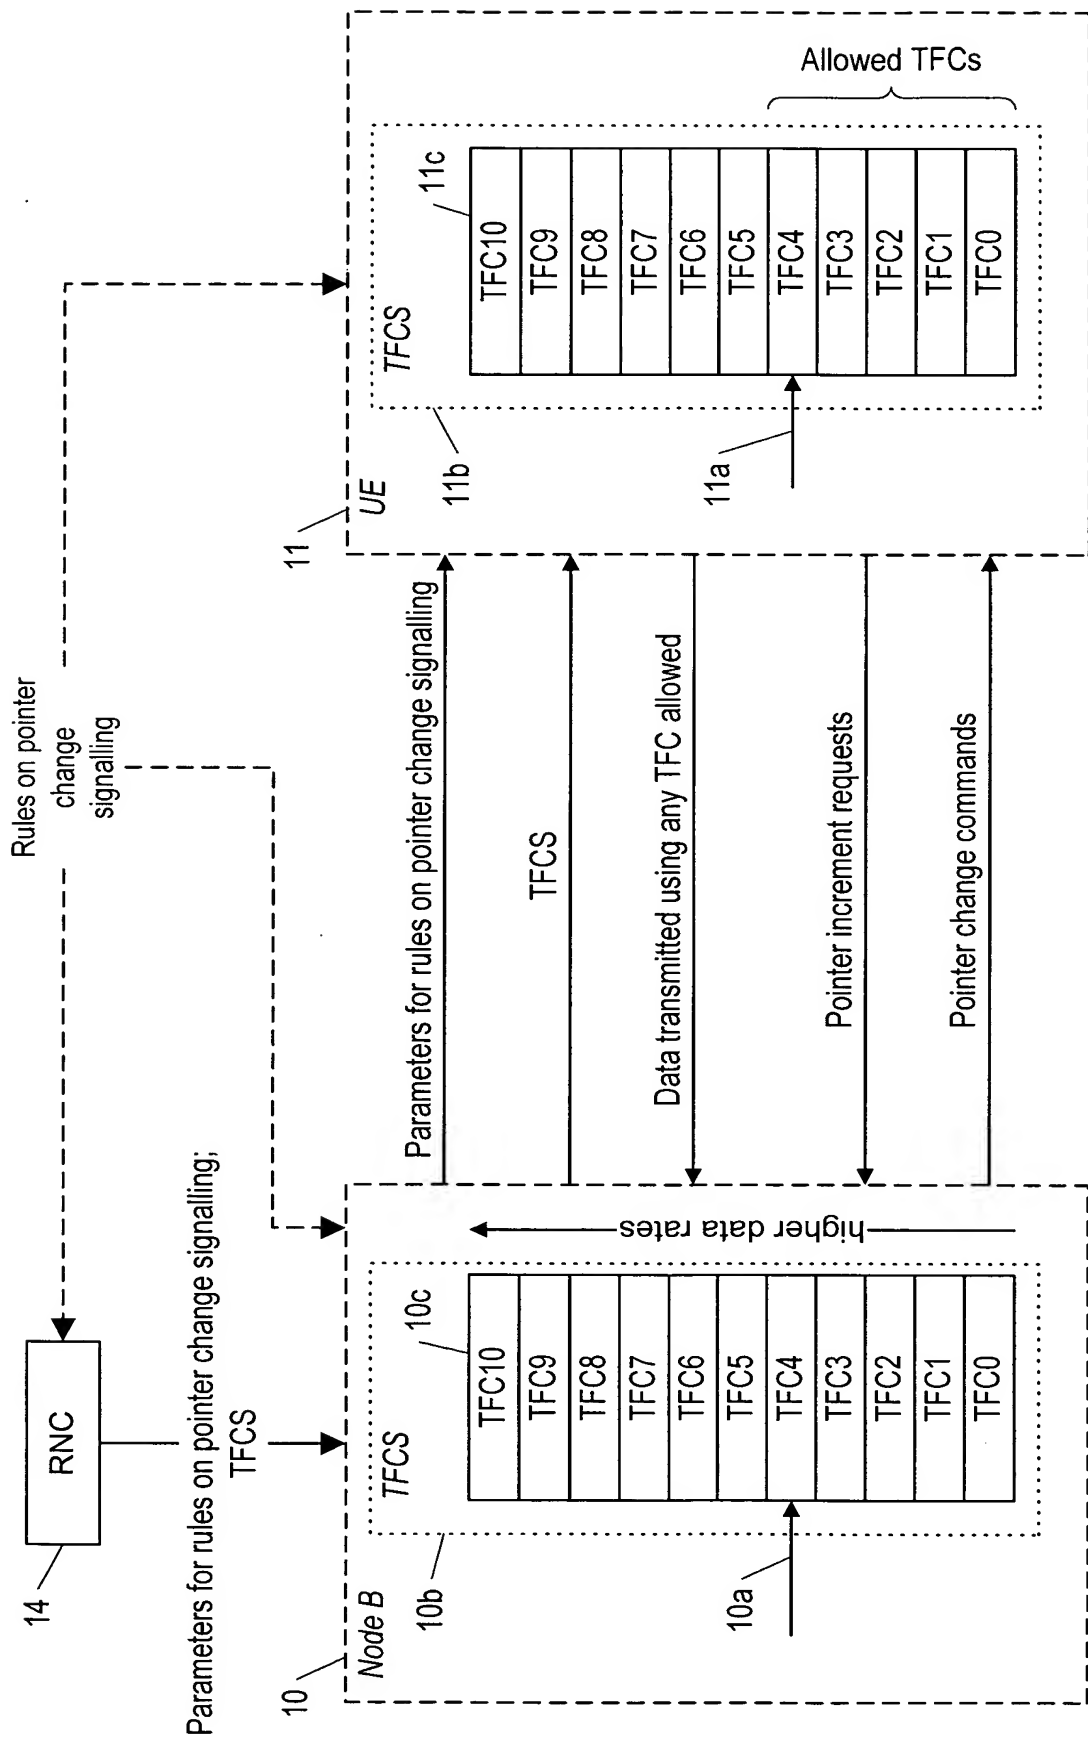 Rules on pointer
change
signalling
RNC
14
Parameters for rules on pointer change signalling;
TFCS
10
Node B
10b
TFCS
10c
10a
TFC10
TFC9
TFC8
TFC7
TFC6
TFC5
TFC4
TFC3
TFC2
TFC1
TFC0
higher data rates
Parameters for rules on pointer change signalling
TFCS
Data transmitted using any TFC allowed
Pointer increment requests
Pointer change commands
11
UE
11b
TFCS
11c
11a
TFC10
TFC9
TFC8
TFC7
TFC6
TFC5
TFC4
TFC3
TFC2
TFC1
TFC0
Allowed TFCs